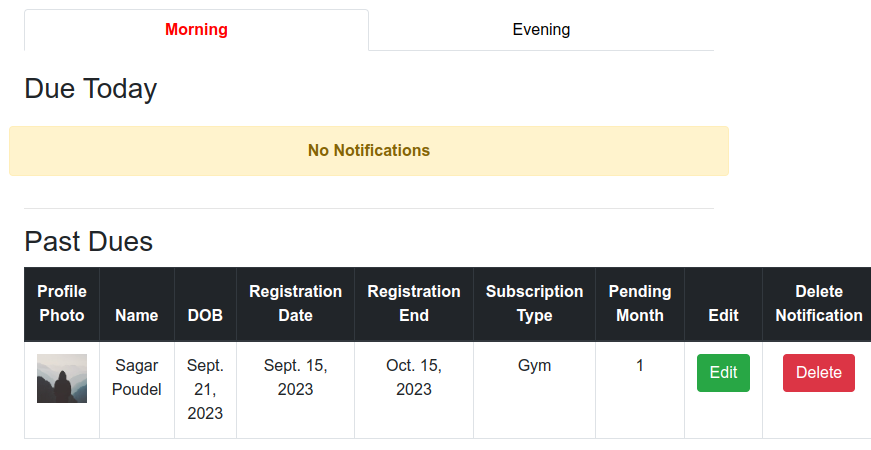 Morning Evening
Due Today
No Notifications
Past Dues
Profile Photo Name DOB Registration Date Registration End Subscription Type Pending Month Edit Delete Notification
Sagar Poudel Sept. 21, 2023 Sept. 15, 2023 Oct. 15, 2023 Gym 1 Edit Delete